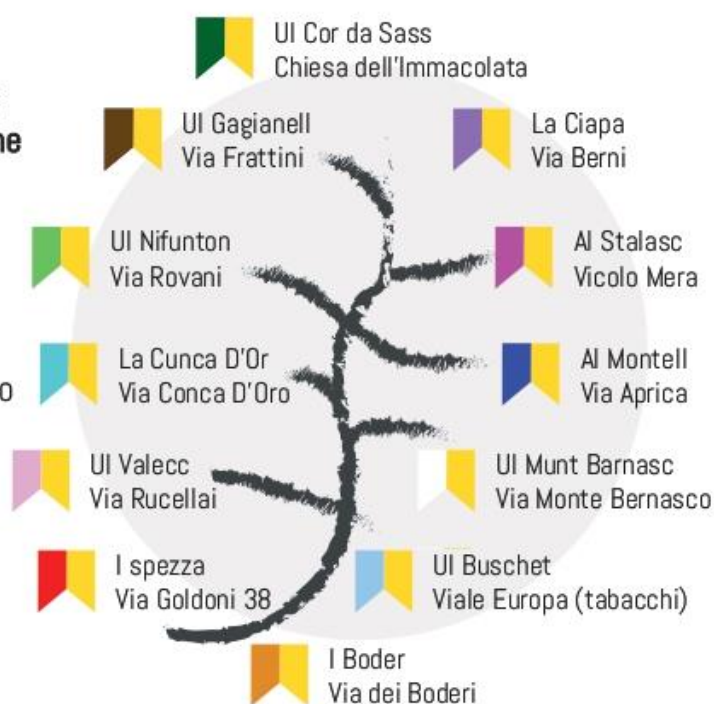 Ul Cor da Sass
Chiesa dell'Immacolata
ne
Ul Gagianell
Via Frattini
La Ciapa
Via Berni
Ul Nifunton
Via Rovani
Al Stalasc
Vicolo Mera
o
La Cunca D'Or
Via Conca D'Oro
Al Montell
Via Aprica
Ul Valecc
Via Rucellai
Ul Munt Barnasc
Via Monte Bernasco
I spezza
Via Goldoni 38
Ul Buschet
Viale Europa (tabacchi)
I Boder
Via dei Boderi